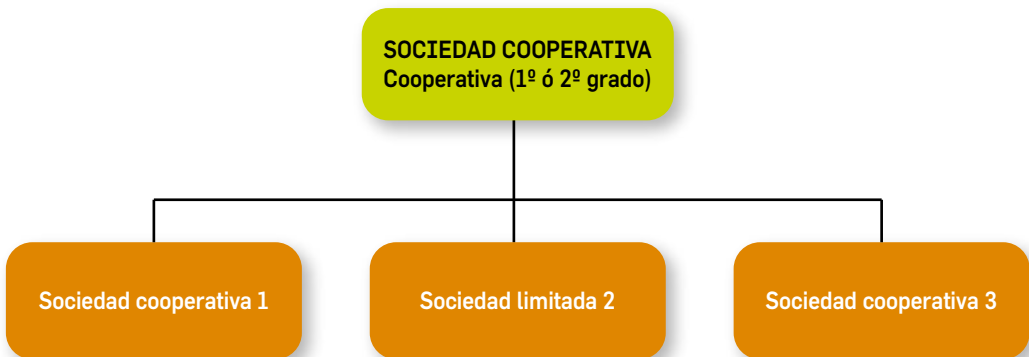 SOCIEDAD COOPERATIVA
Cooperativa (1º ó 2º grado)
Sociedad cooperativa 1
Sociedad limitada 2
Sociedad cooperativa 3